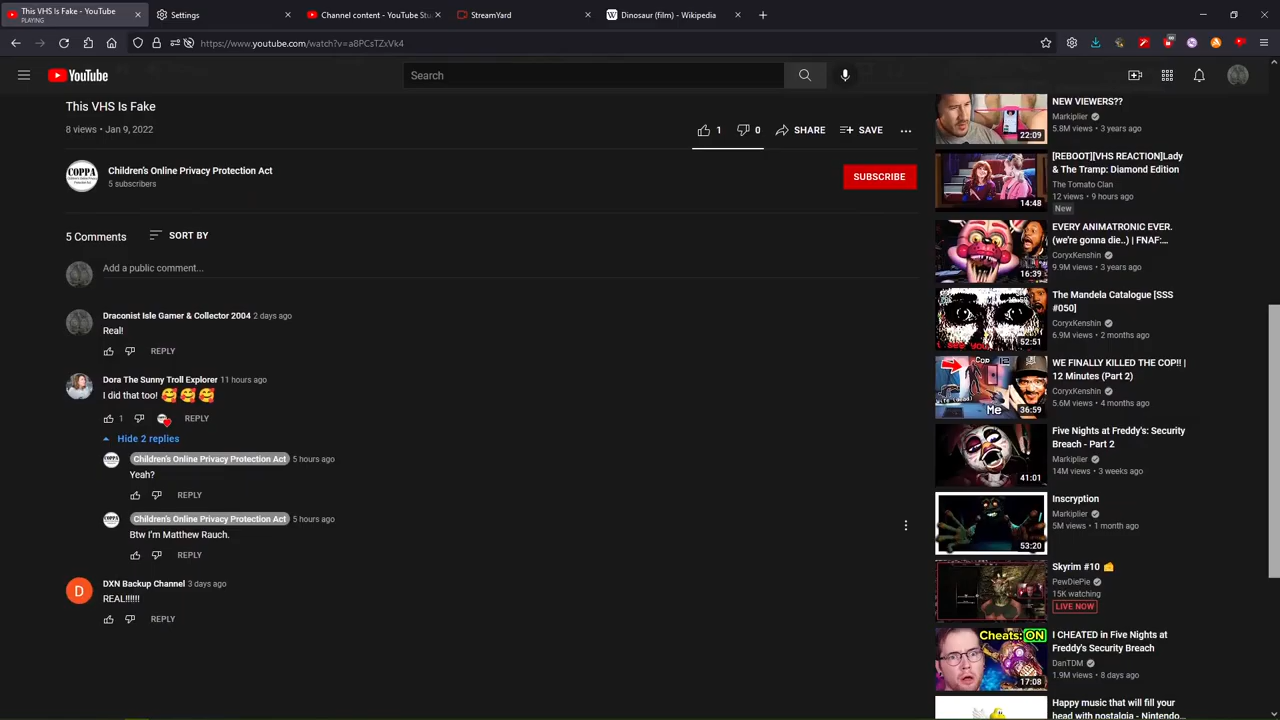 This VHS Is Fake - YouTube
PLAYING
Settings
Channel content - YouTube Stu
StreamYard
W Dinosaur (film) - Wikipedia
https://www.youtube.com/watch?v=a8PCsTZxVk4
YouTube
Search
This VHS Is Fake
8 views • Jan 9, 2022
1
0
SHARE
SAVE
COPPA
Children's Online Privacy Protection Act
5 subscribers
SUBSCRIBE
5 Comments
SORT BY
Add a public comment...
Draconist Isle Gamer & Collector 2004 2 days ago
Real!
REPLY
Dora The Sunny Troll Explorer 11 hours ago
I did that too! 🥰 🥰 🥰
1
REPLY
Hide 2 replies
Children's Online Privacy Protection Act 5 hours ago
Yeah?
REPLY
Children's Online Privacy Protection Act 5 hours ago
Btw I'm Matthew Rauch.
REPLY
D
DXN Backup Channel 3 days ago
REAL!!!!!!
REPLY
NEW VIEWERS??
Markiplier
5.8M views • 3 years ago
22:09
[REBOOT][VHS REACTION]Lady
& The Tramp: Diamond Edition
The Tomato Clan
12 views • 9 hours ago
New
14:48
EVERY ANIMATRONIC EVER.
(we're gonna die..) | FNAF:...
CoryxKenshin
9.9M views • 3 years ago
16:39
The Mandela Catalogue [SSS
#050]
CoryxKenshin
6.9M views • 2 months ago
I see you
52:51
WE FINALLY KILLED THE COP!! |
12 Minutes (Part 2)
CoryxKenshin
5.6M views • 4 months ago
Cop
Me
36:59
Five Nights at Freddy's: Security
Breach - Part 2
Markiplier
14M views • 3 weeks ago
41:01
Inscryption
Markiplier
5M views • 1 month ago
53:20
Skyrim #10 🧀
PewDiePie
15K watching
LIVE NOW
I CHEATED in Five Nights at
Freddy's Security Breach
DanTDM
1.9M views • 8 days ago
Cheats: ON
17:08
Happy music that will fill your
head with nostalgia - Nintendo...